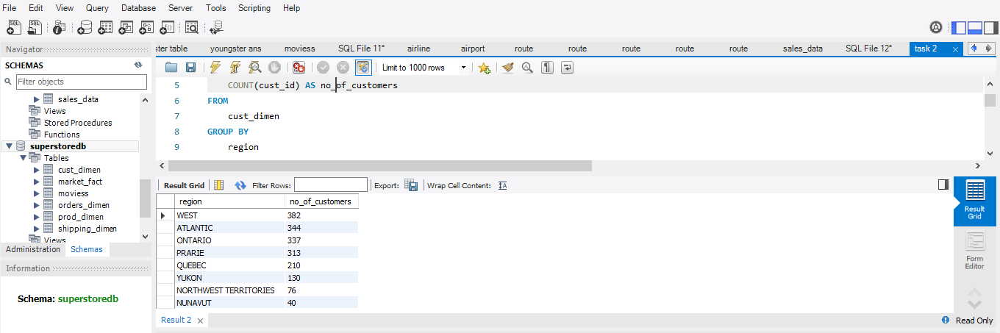 File Edit View Query Database Server Tools Scripting Help
Navigator
SCHEMAS
Filter objects
sales_data
Views
Stored Procedures
Functions
superstoredb
Tables
cust_dimen
market_fact
moviess
orders_dimen
prod_dimen
shipping_dimen
Views
Administration Schemas
Information
Schema: superstoredb
ster table youngster ans moviess SQL File 11* airline airport route route route route route sales_data SQL File 12* task 2
Limit to 1000 rows
5 COUNT(cust_id) AS no_of_customers
6 FROM
7 cust_dimen
8 GROUP BY
9 region
Result Grid Filter Rows: Export: Wrap Cell Content:
region no_of_customers
WEST 382
ATLANTIC 344
ONTARIO 337
PRARIE 313
QUEBEC 210
YUKON 130
NORTHWEST TERRITORIES 76
NUNAVUT 40
Result
Grid
Form
Editor
Result 2
Read Only